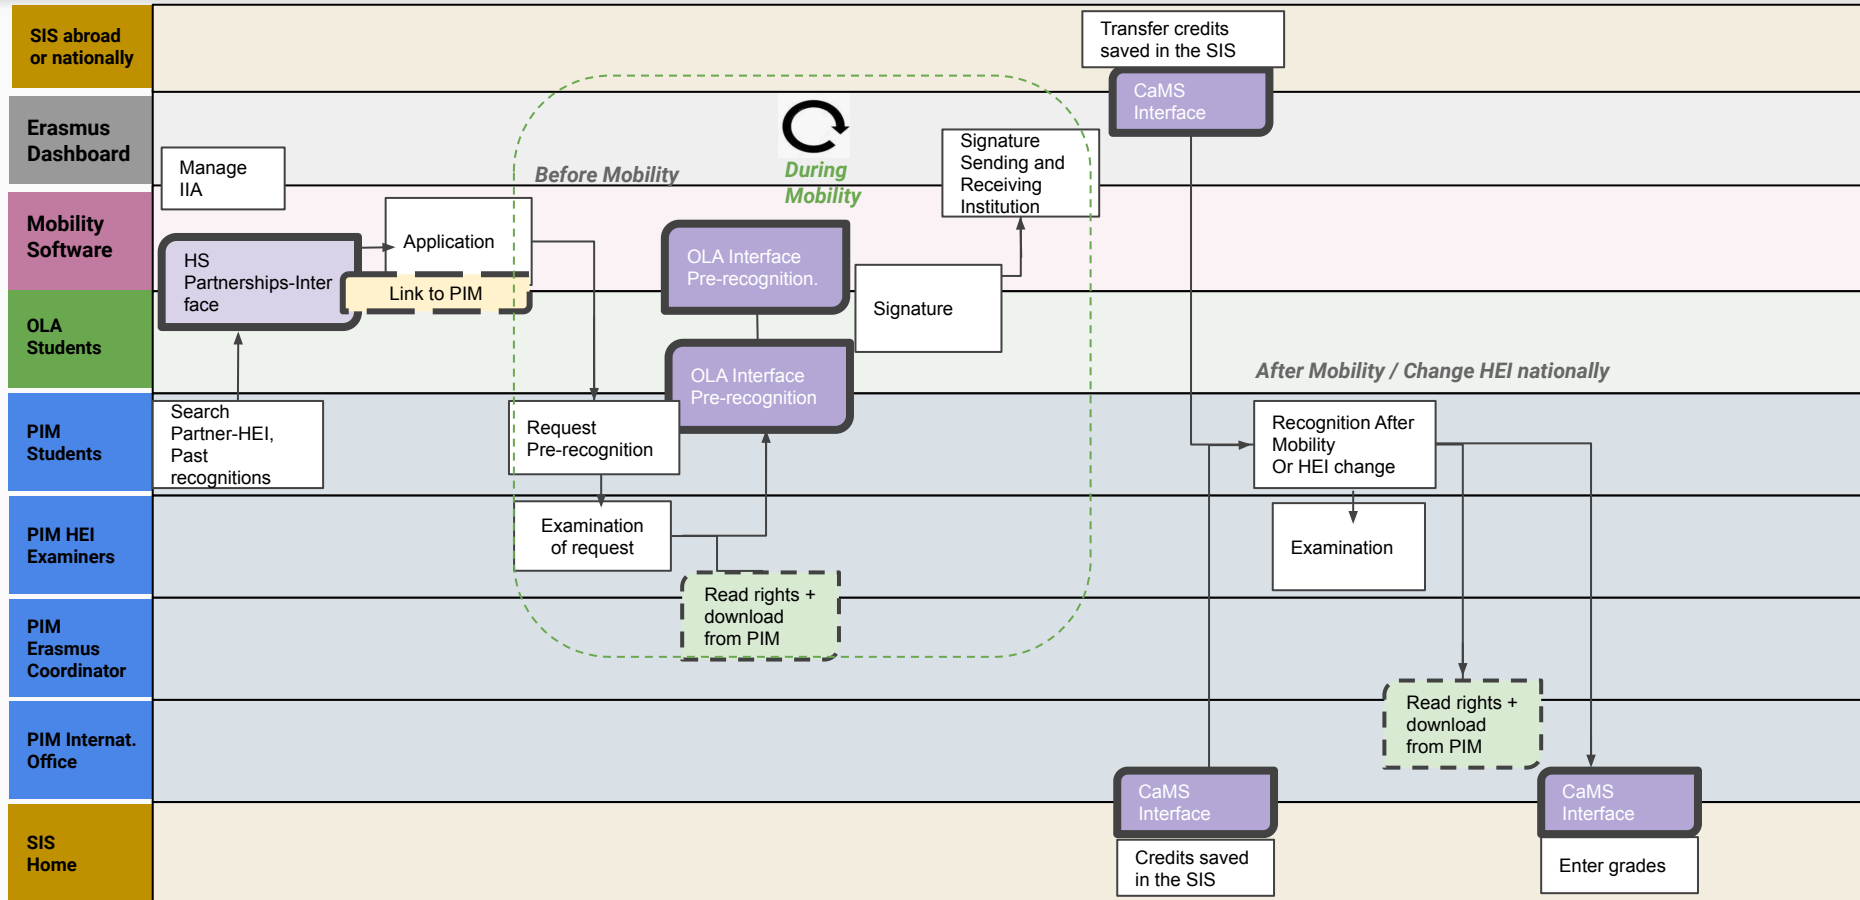 SIS abroad
or nationally
Transfer credits
saved in the SIS
CaMS
Interface
Erasmus
Dashboard
Manage
IIA
Before Mobility
During
Mobility
Signature
Sending and
Receiving
Institution
Mobility
Software
HS
Partnerships-Inter
face
Application
Link to PIM
OLA Interface
Pre-recognition.
Signature
OLA
Students
OLA Interface
Pre-recognition
After Mobility / Change HEI nationally
PIM
Students
Search
Partner-HEI,
Past
recognitions
Request
Pre-recognition
Recognition After
Mobility
Or HEI change
PIM HEI
Examiners
Examination
of request
Examination
Read rights +
download
from PIM
PIM
Erasmus
Coordinator
Read rights +
download
from PIM
PIM Internat.
Office
CaMS
Interface
CaMS
Interface
SIS
Home
Credits saved
in the SIS
Enter grades